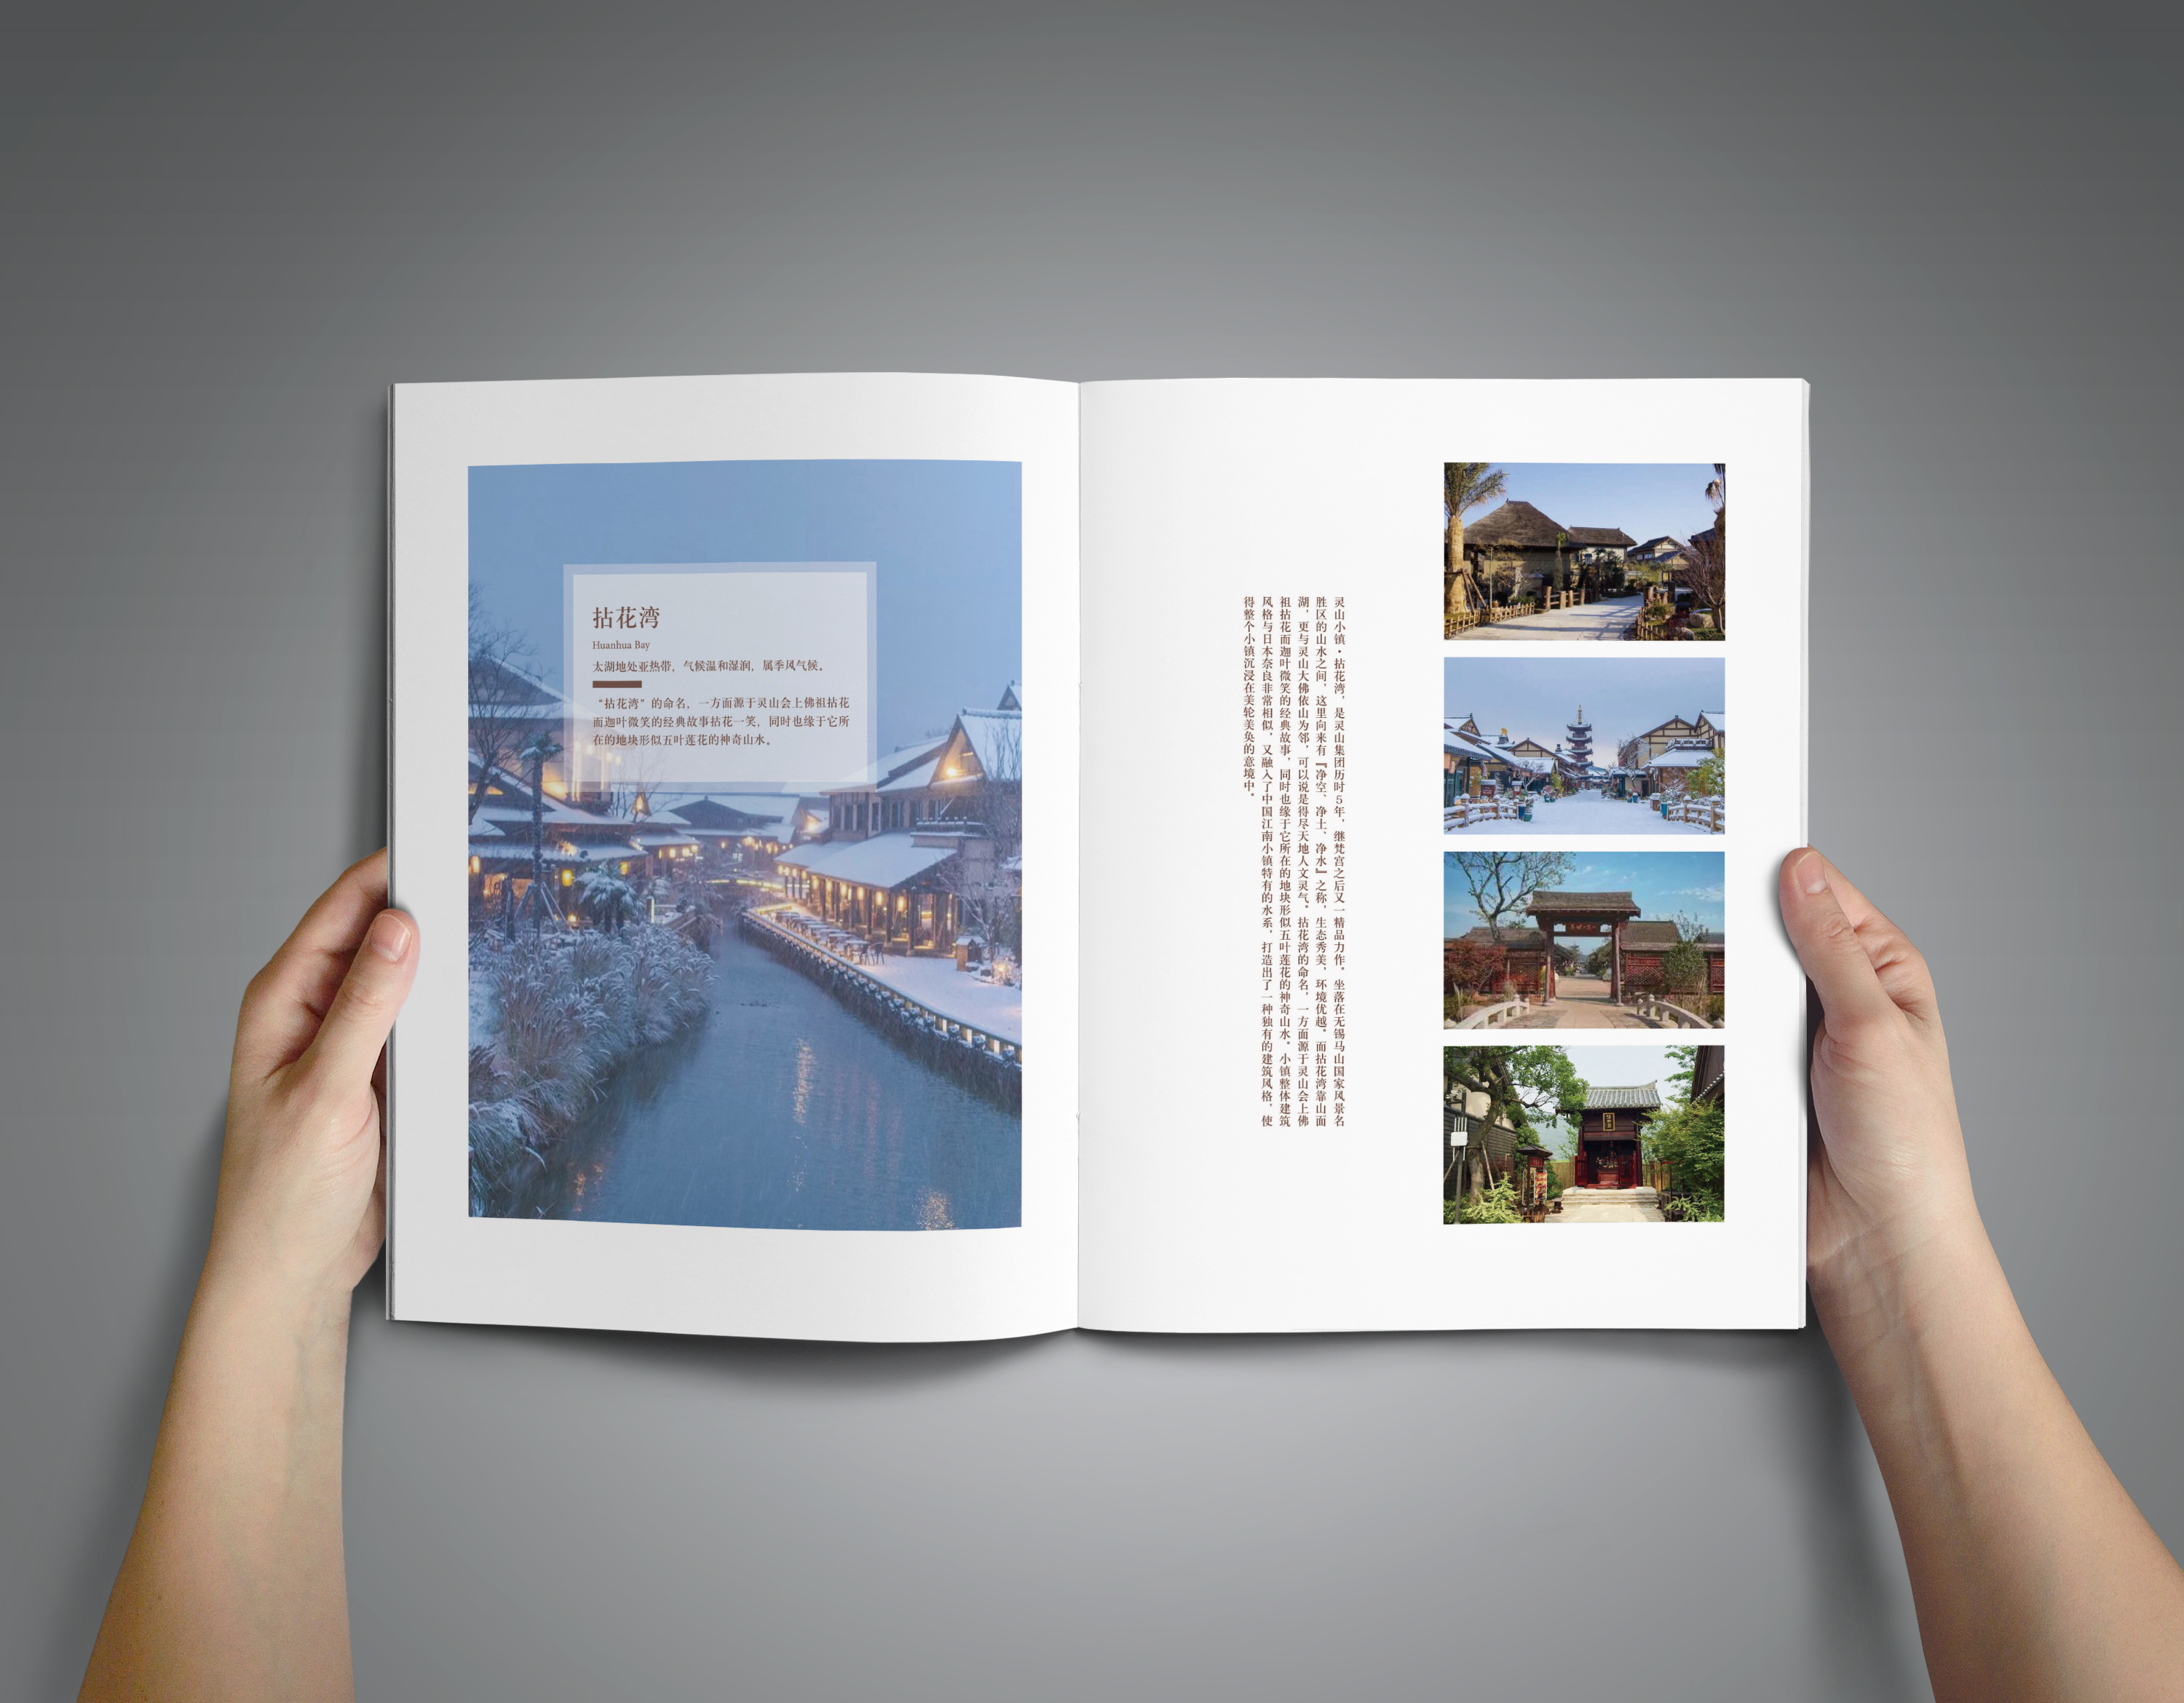 拈花湾
Huanhua Bay
太湖地处亚热带，气候温和湿润，属季风气候。
“拈花湾”的命名，一方面源于灵山会上佛祖拈花
而迦叶微笑的经典故事拈花一笑，同时也缘于它所
在的地块形似五叶莲花的神奇山水。
灵山小镇·拈花湾，是灵山集团历时5年，继梵宫之后又一精品力作。坐落在无锡马山国家风景名
胜区的山水之间，这里向来有『净空、净土、净水』之称，生态秀美，环境优越。而拈花湾靠山面
湖，更与灵山大佛依山为邻，可以说是得尽天地人文灵气。拈花湾的命名，一方面源于灵山会上佛
祖拈花而迦叶微笑的经典故事，同时也缘于它所在的地块形似五叶莲花的神奇山水。小镇整体建筑
风格与日本奈良非常相似，又融入了中国江南小镇特有的水系，打造出了一种独有的建筑风格，使
得整个小镇沉浸在美轮美奂的意境中。